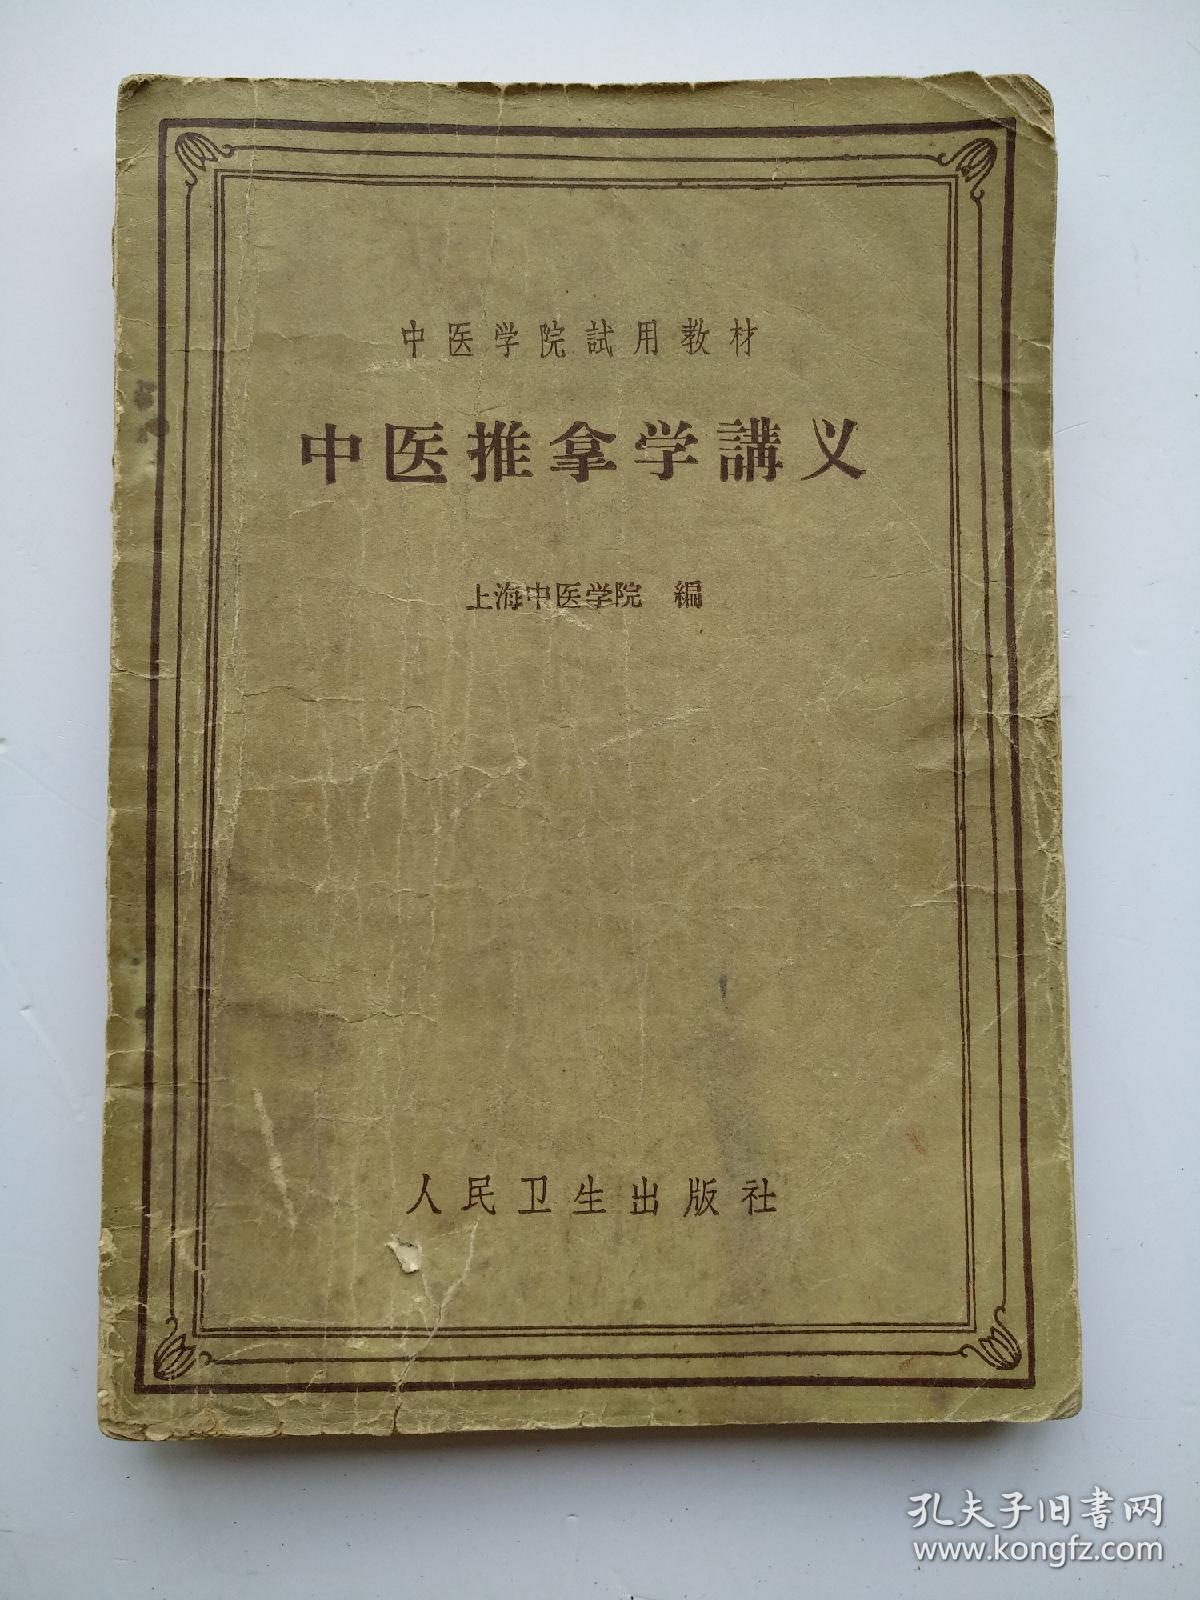 中医学院試用教材
中医推拿学講义
上海中医学院 編
人民卫生出版社
孔夫子旧書网
www.kongfz.com